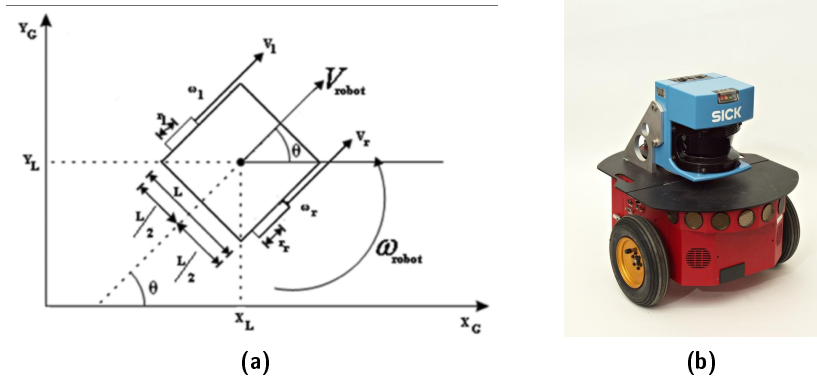 Y_G
V_l
ω_l
V_robot
r_l
V_r
θ
Y_L
L
L/2
ω_r
r_r
L/2
ω_robot
θ
X_L
X_G
(a)
SICK
(b)